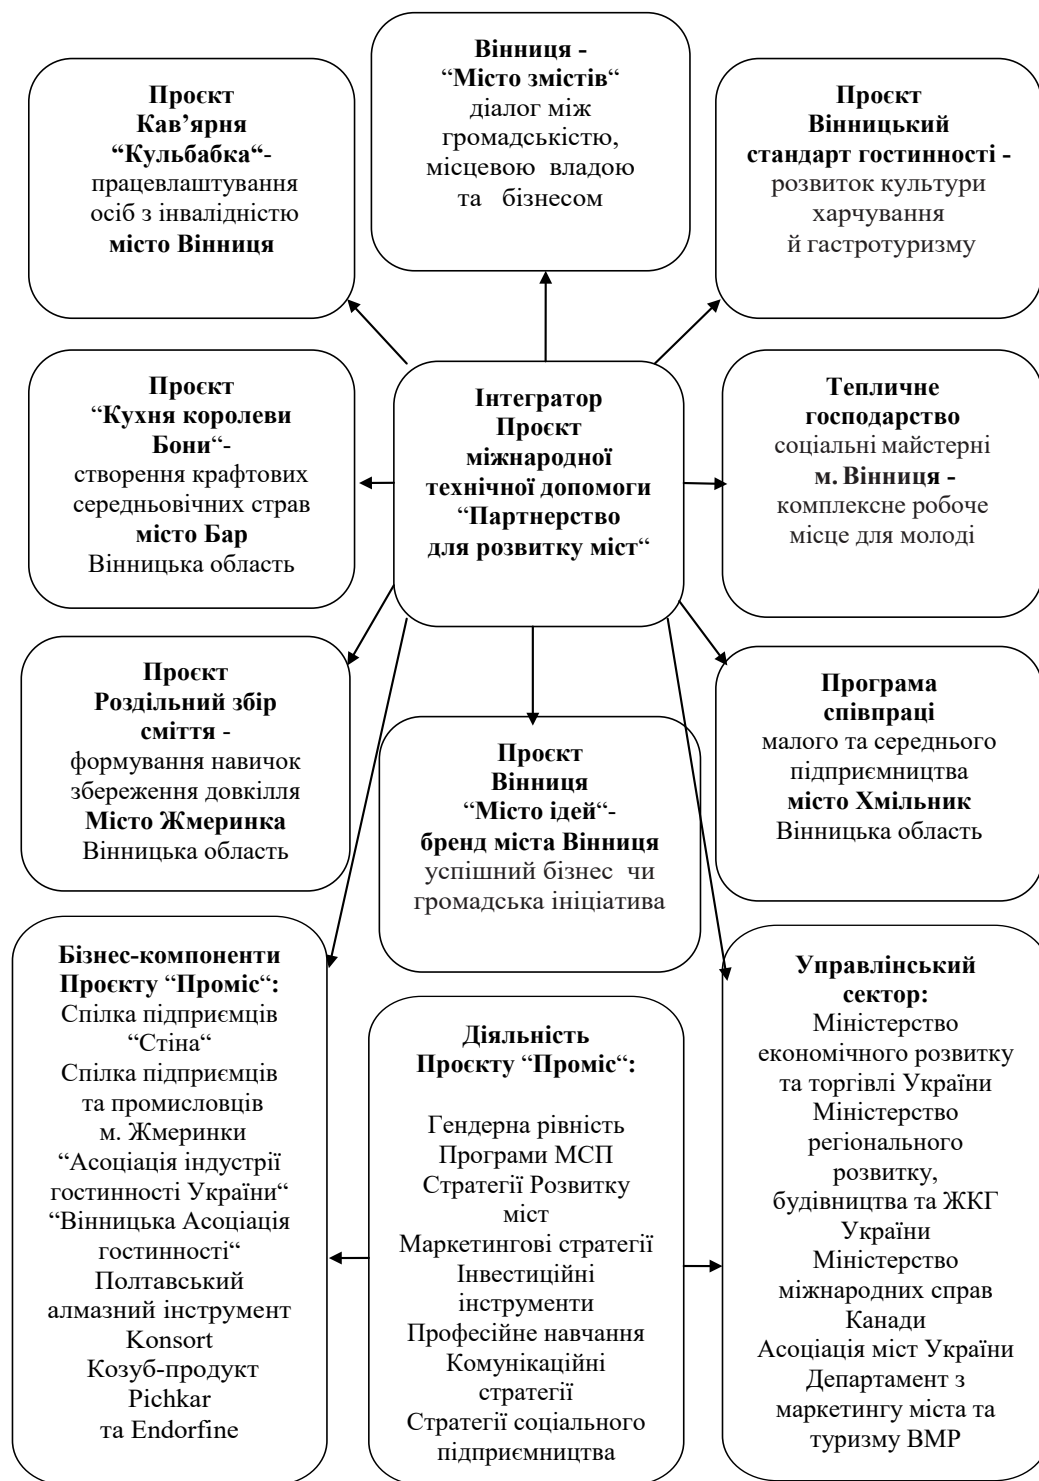 Вінниця -
“Місто змістів“
діалог між
громадськістю,
місцевою владою
та бізнесом
Проєкт
Кав’ярня
“Кульбабка“-
працевлаштування
осіб з інвалідністю
місто Вінниця
Проєкт
Вінницький
стандарт гостинності -
розвиток культури
харчування
й гастротуризму
Проєкт
“Кухня королеви
Бони“-
створення крафтових
середньовічних страв
місто Бар
Вінницька область
Інтегратор
Проєкт
міжнародної
технічної допомоги
“Партнерство
для розвитку міст“
Тепличне
господарство
соціальні майстерні
м. Вінниця -
комплексне робоче
місце для молоді
Проєкт
Роздільний збір
сміття -
формування навичок
збереження довкілля
Місто Жмеринка
Вінницька область
Проєкт
Вінниця
“Місто ідей“-
бренд міста Вінниця
успішний бізнес чи
громадська ініціатива
Програма
співпраці
малого та середнього
підприємництва
місто Хмільник
Вінницька область
Бізнес-компоненти
Проєкту “Проміс“:
Спілка підприємців
“Стіна“
Спілка підприємців
та промисловців
м. Жмеринки
“Асоціація індустрії
гостинності України“
“Вінницька Асоціація
гостинності“
Полтавський
алмазний інструмент
Konsort
Козуб-продукт
Pichkar
та Endorfine
Діяльність
Проєкту “Проміс“:
Гендерна рівність
Програми МСП
Стратегії Розвитку
міст
Маркетингові стратегії
Інвестиційні
інструменти
Професійне навчання
Комунікаційні
стратегії
Стратегії соціального
підприємництва
Управлінський
сектор:
Міністерство
економічного розвитку
та торгівлі України
Міністерство
регіонального
розвитку,
будівництва та ЖКГ
України
Міністерство
міжнародних справ
Канади
Асоціація міст України
Департамент з
маркетингу міста та
туризму ВМР